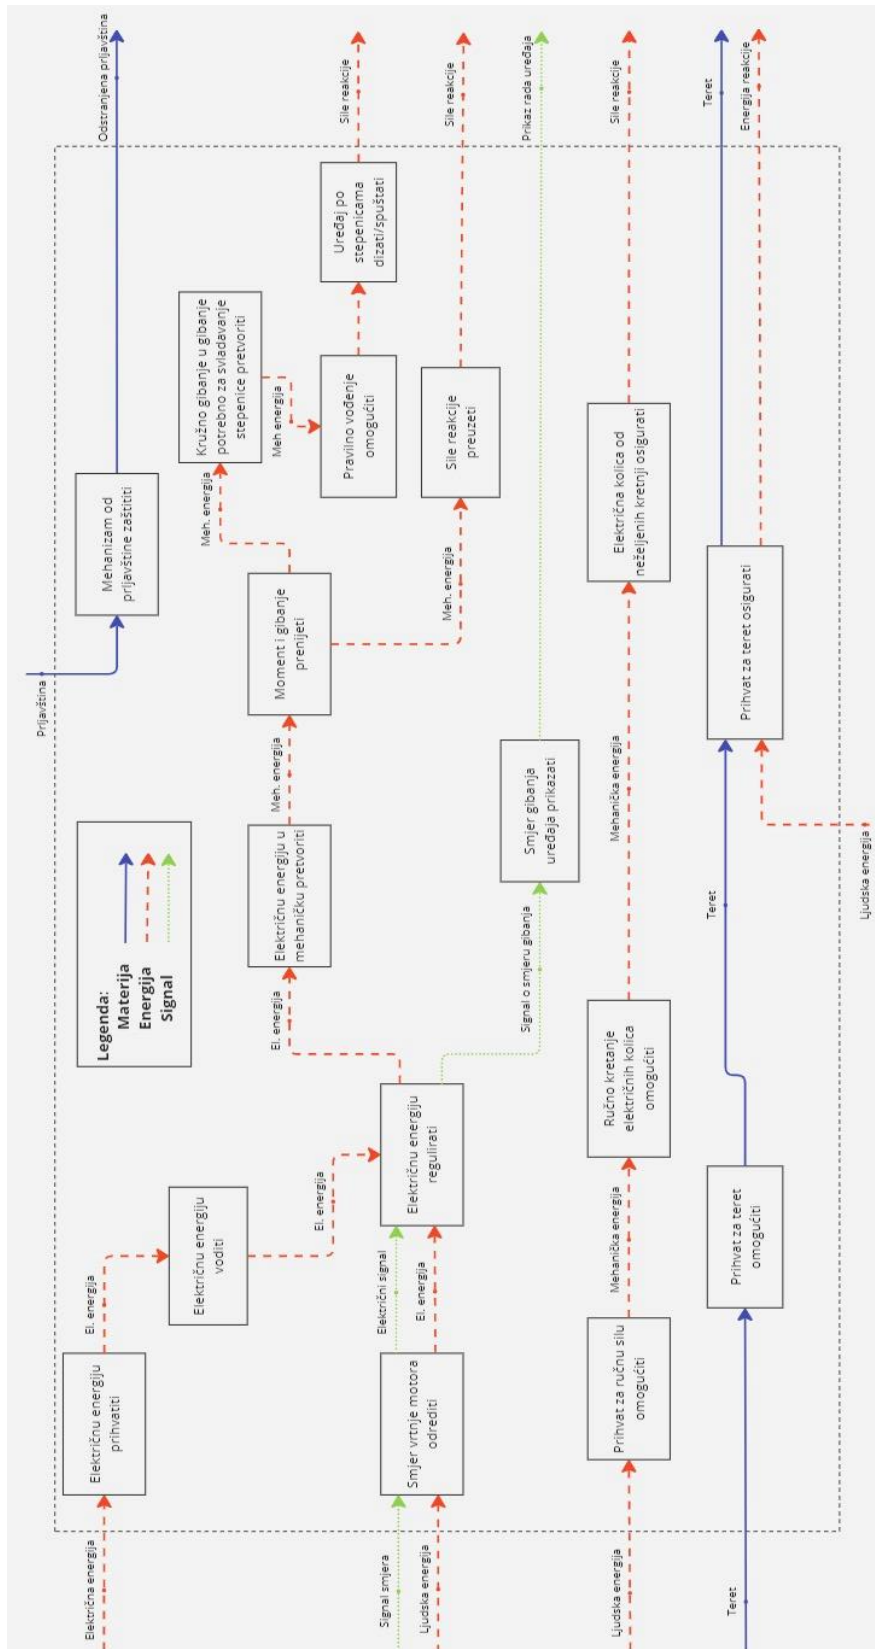 Električna energija
Električnu energiju
prihvatiti
El. energija
Električnu energiju
voditi
El. energija
Legenda:
Materija
Energija
Signal
Prljavština
Mehanizam od
prljavštine zaštititi
Odstranjena prljavština
Električnu energiju u
mehaničku pretvoriti
Meh. energija
Moment i gibanje
prenijeti
Meh. energija
Kružno gibanje u gibanje
potrebno za svladavanje
stepenice pretvoriti
Meh energija
Pravilno vođenje
omogućiti
Uređaj po
stepenicama
dizati/spuštati
Sile reakcije
Signal smjera
Ljudska energija
Smjer vrtnje motora
odrediti
Električni signal
El. energija
Električnu energiju
regulirati
El. energija
Meh. energija
Sile reakcije
preuzeti
Sile reakcije
Signal o smjeru gibanja
Smjer gibanja
uređaja prikazati
Prikaz rada uređaja
Ljudska energija
Prihvat za ručnu silu
omogućiti
Mehanička energija
Ručno kretanje
električnih kolica
omogućiti
Mehanička energija
Električna kolica od
neželjenih kretnji osigurati
Sile reakcije
Teret
Prihvat za teret
omogućiti
Teret
Ljudska energija
Prihvat za teret osigurati
Teret
Energija reakcije